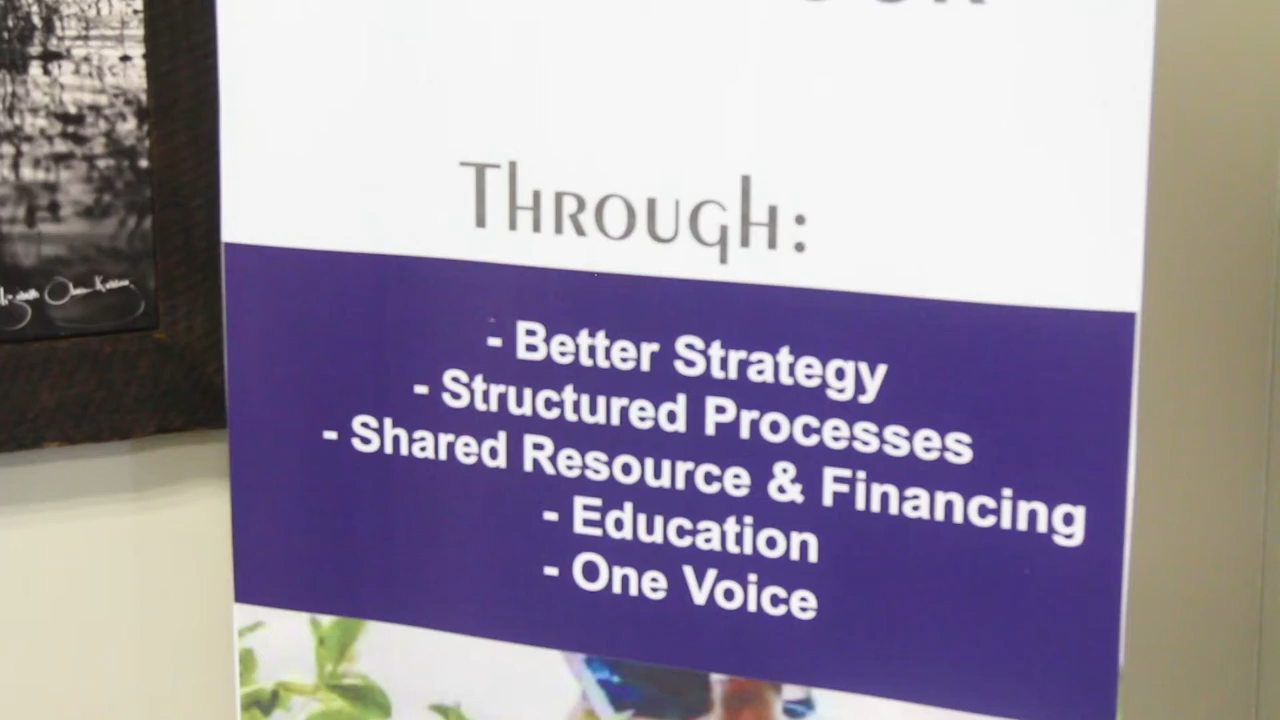 Through:
- Better Strategy
- Structured Processes
- Shared Resource & Financing
- Education
- One Voice